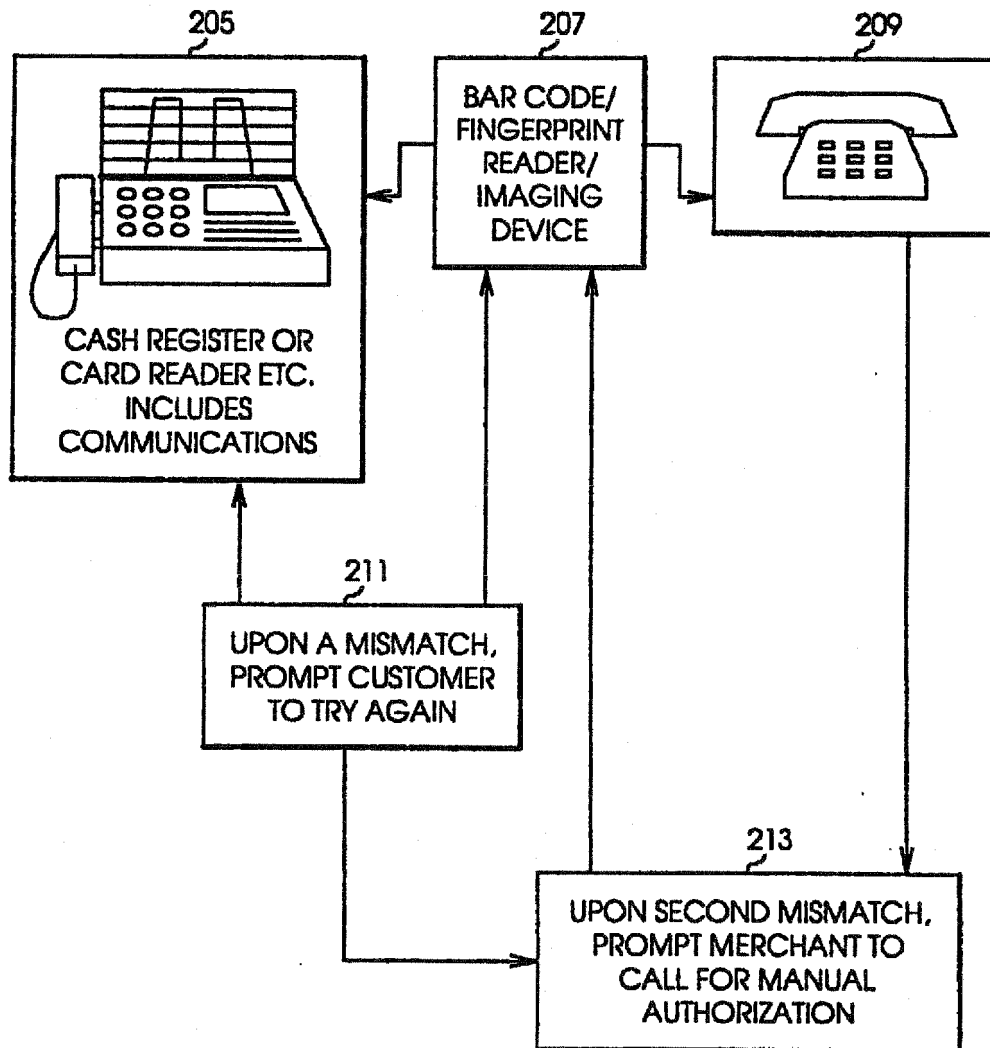 205
207
209
BAR CODE/
FINGERPRINT
READER/
IMAGING
DEVICE
CASH REGISTER OR
CARD READER ETC.
INCLUDES
COMMUNICATIONS
211
UPON A MISMATCH,
PROMPT CUSTOMER
TO TRY AGAIN
213
UPON SECOND MISMATCH,
PROMPT MERCHANT TO
CALL FOR MANUAL
AUTHORIZATION